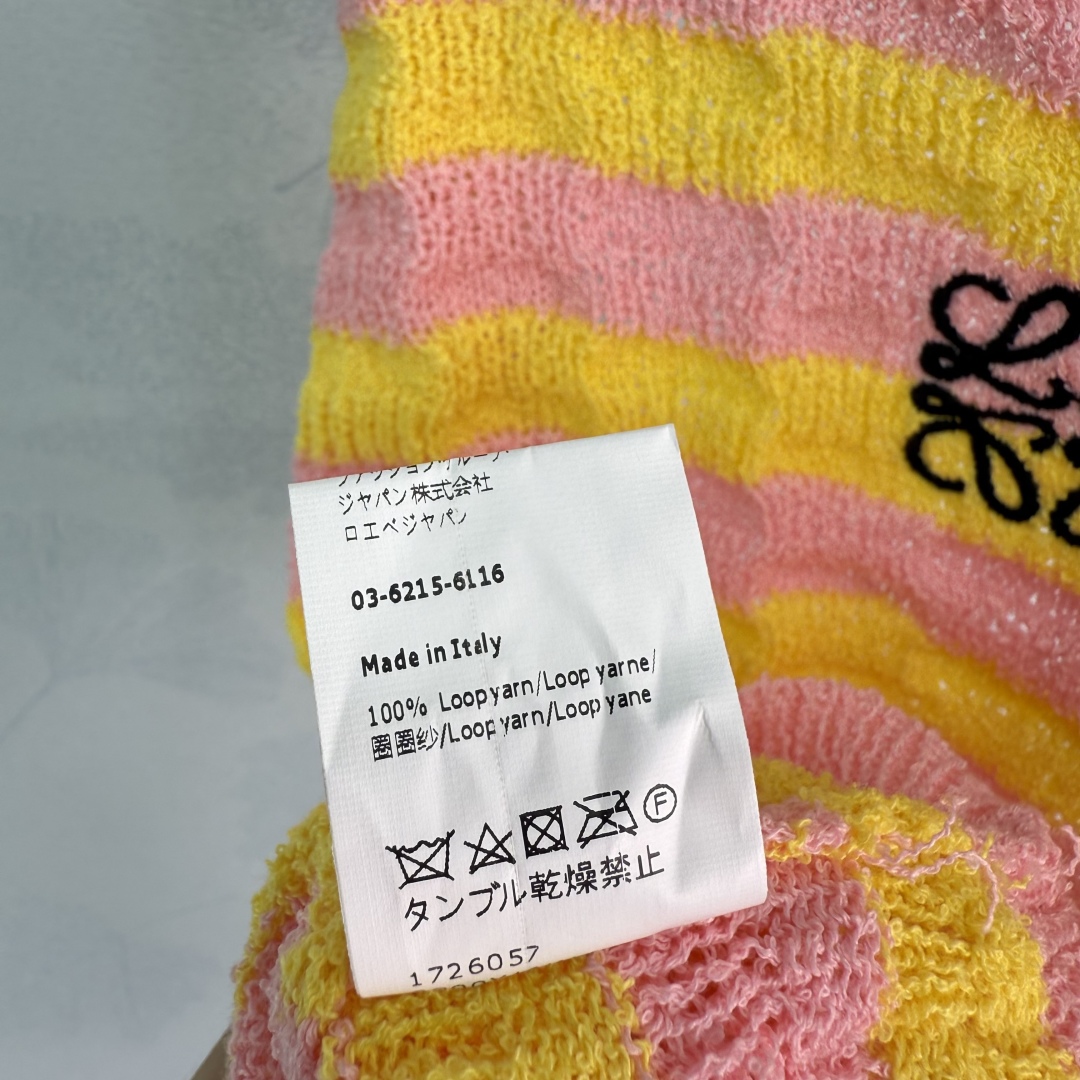 ジャパン株式会社
ロエベジャパン
03-6215-6116
Made in Italy
100% Loop yarn/Loop yarne/
圈圈纱/Loop yarn/Loop yane
F
タンブル乾燥禁止
1726057